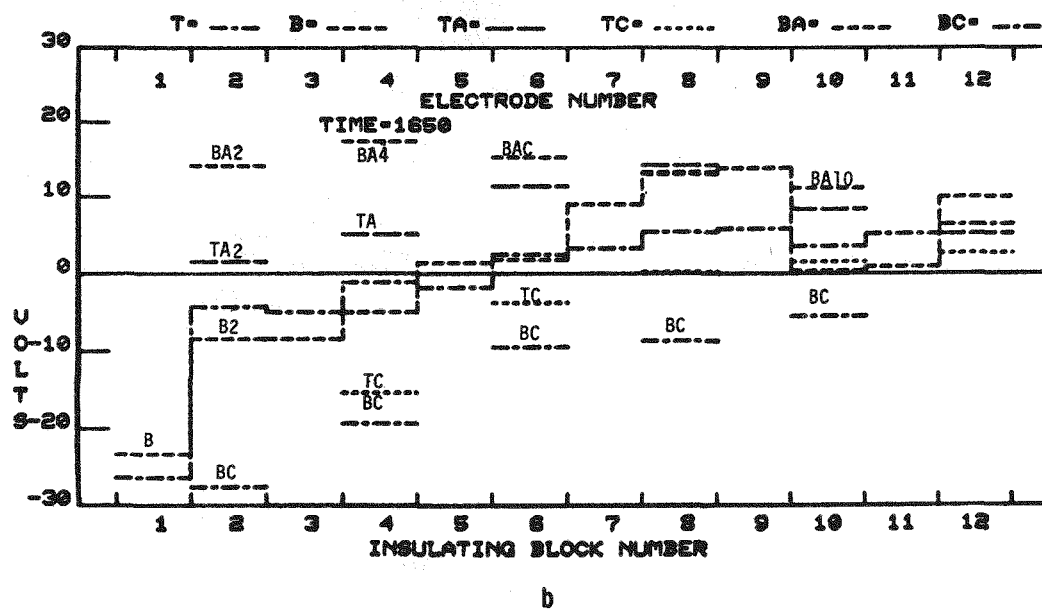 T= B= TA= TC= BA= BC=
30
1 2 3 4 5 6 7 8 9 10 11 12
ELECTRODE NUMBER
20
TIME=1650
BA2 BA4 BAC
BA10
10
TA
TA2
0
TC
B2 BC BC BC
-10
TC
BC
-20
B
BC
-30
VOLTS
1 2 3 4 5 6 7 8 9 10 11 12
INSULATING BLOCK NUMBER
b